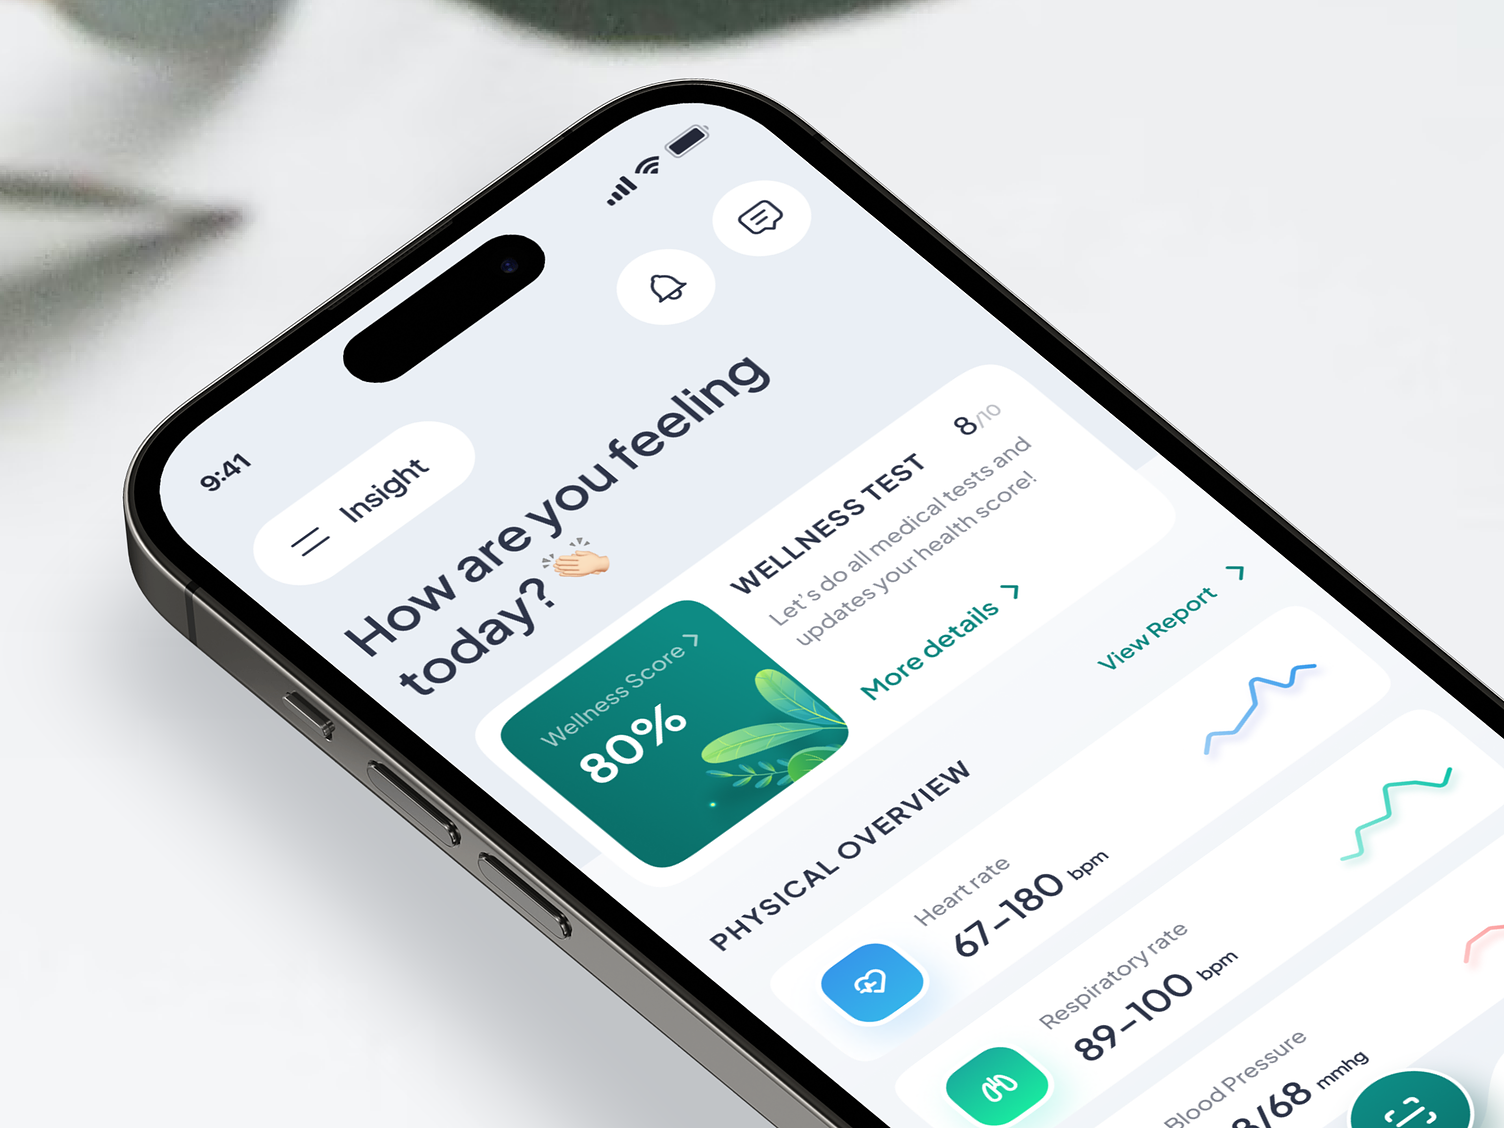 9:41
Insight
How are you feeling
today?
Wellness Score
80%
WELLNESS TEST
8/10
Let's do all medical tests and
updates your health score!
More details
PHYSICAL OVERVIEW
View Report
Heart rate
67–180 bpm
Respiratory rate
89–100 bpm
Blood Pressure
/68 mmhg